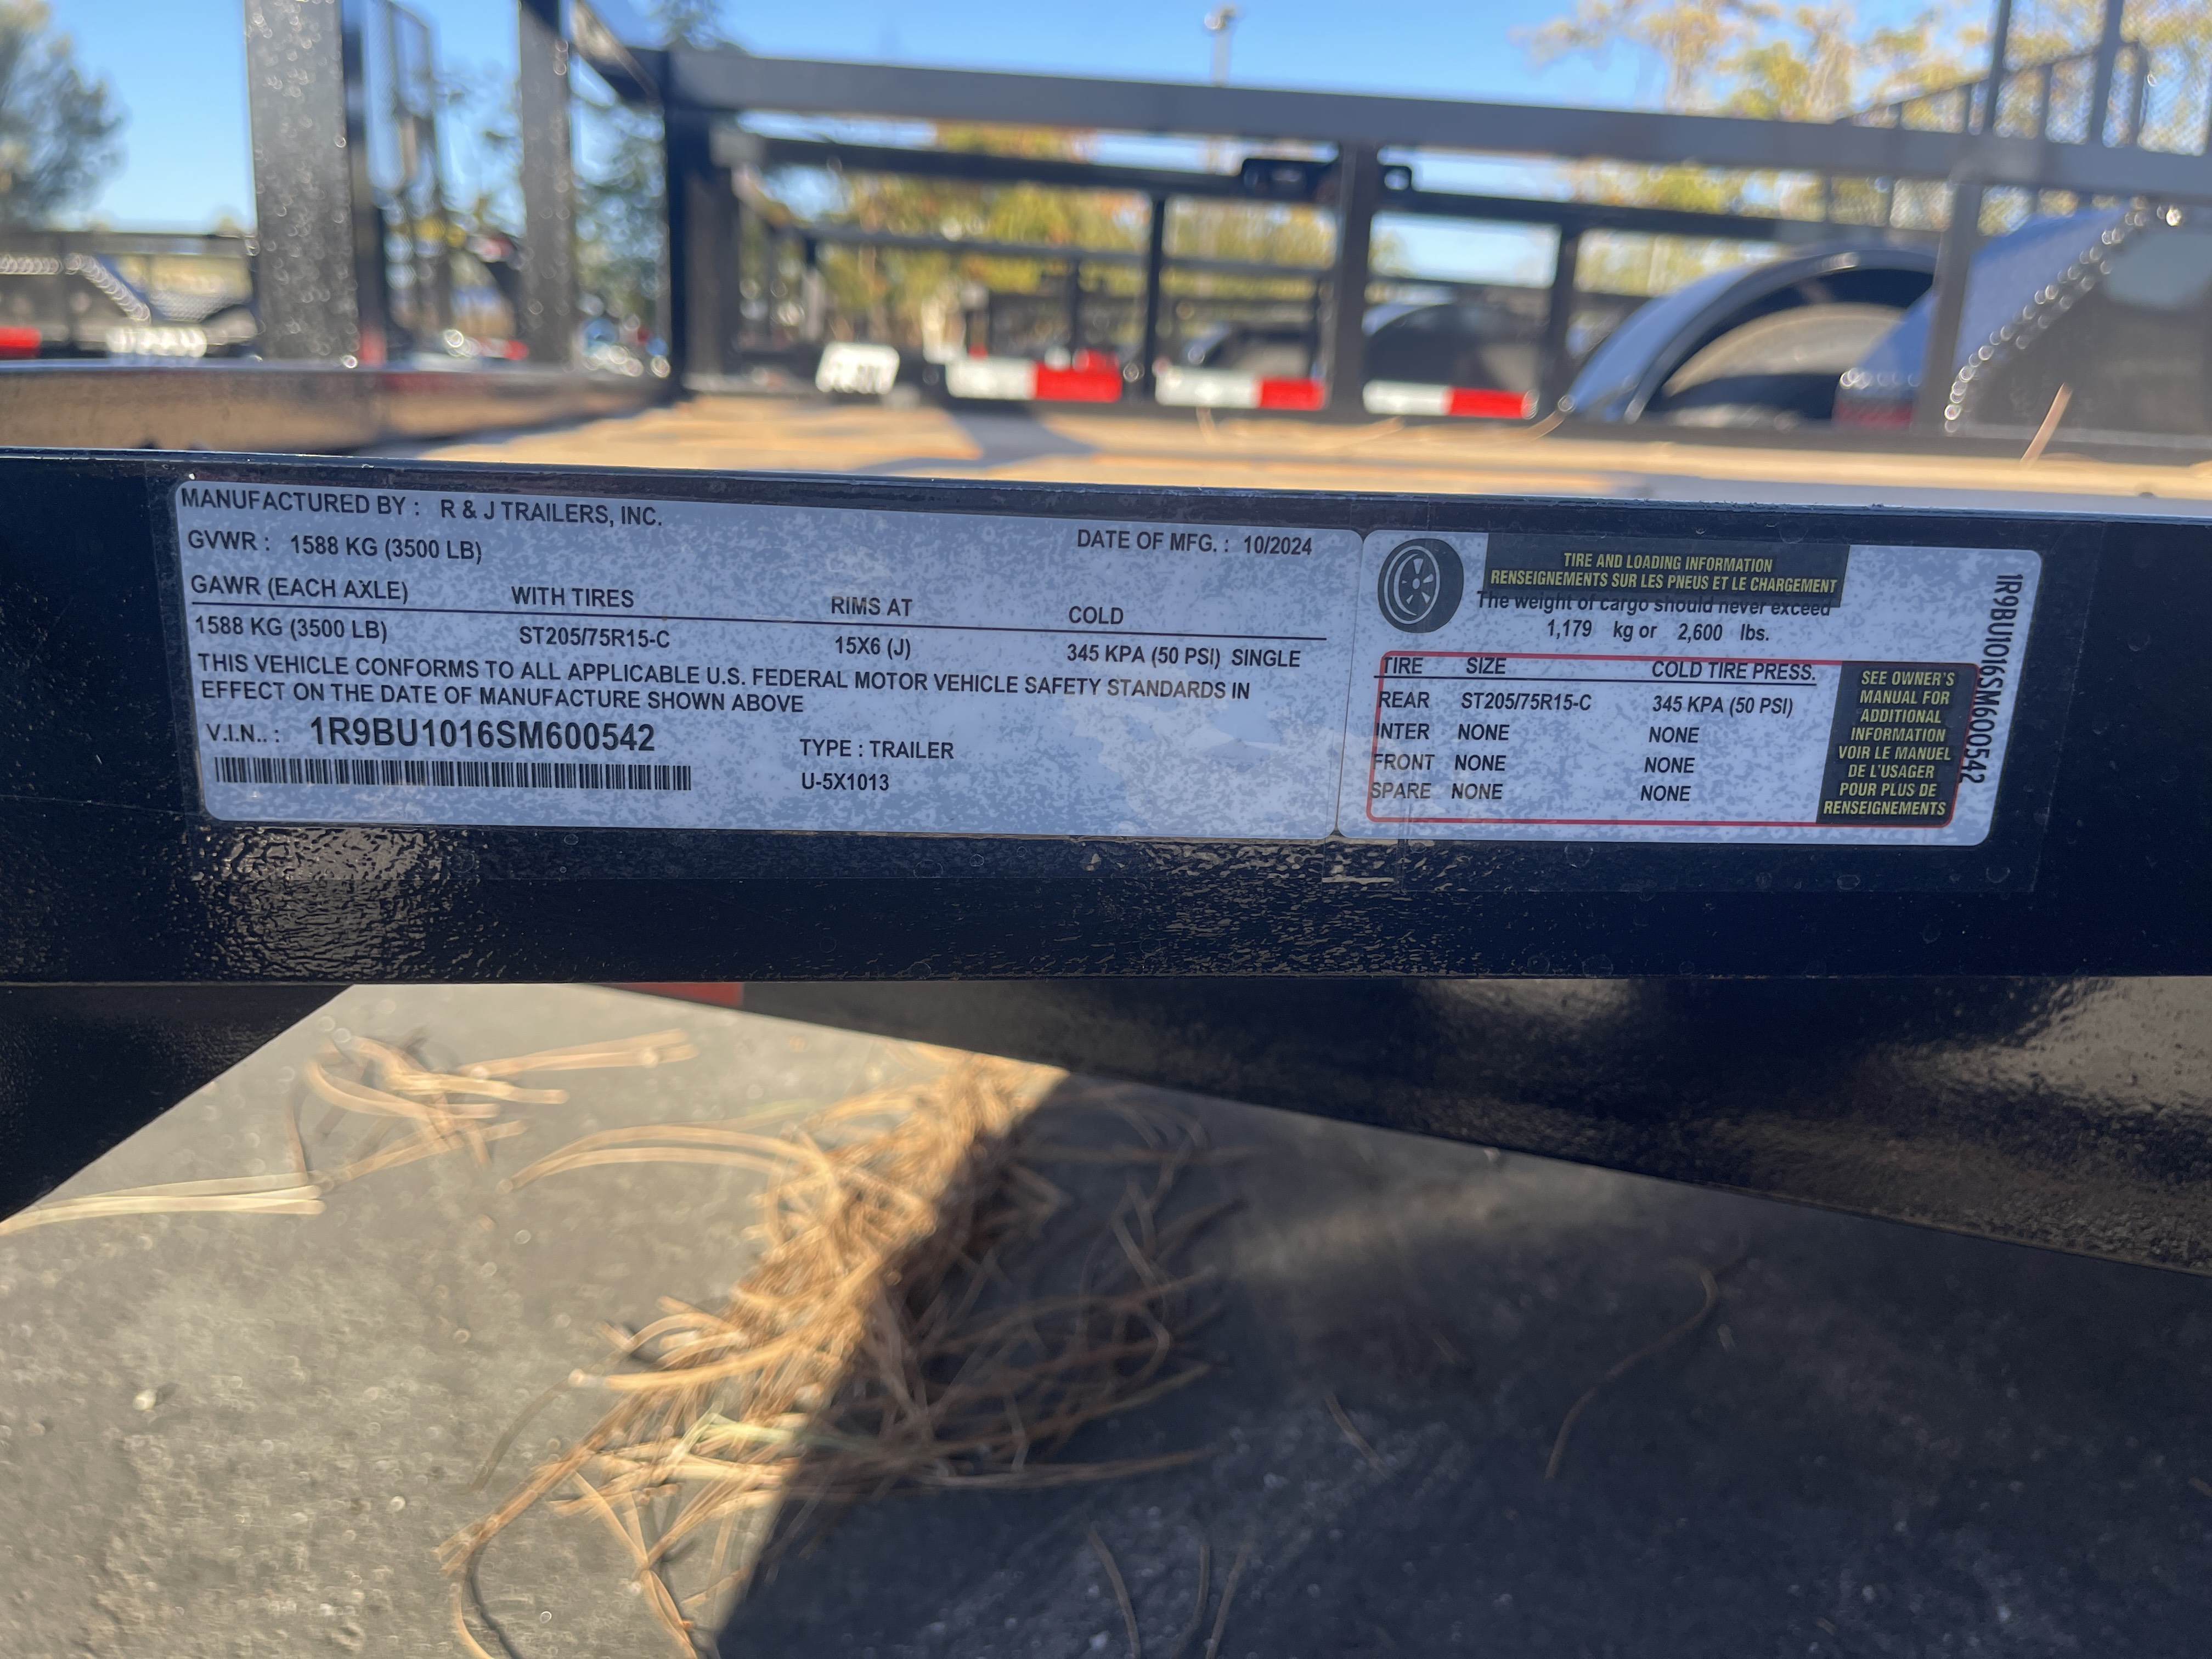 MANUFACTURED BY : R & J TRAILERS, INC.
GVWR : 1588 KG (3500 LB)
DATE OF MFG. : 10/2024
GAWR (EACH AXLE) WITH TIRES RIMS AT COLD
1588 KG (3500 LB) ST205/75R15-C 15X6 (J) 345 KPA (50 PSI) SINGLE
THIS VEHICLE CONFORMS TO ALL APPLICABLE U.S. FEDERAL MOTOR VEHICLE SAFETY STANDARDS IN
EFFECT ON THE DATE OF MANUFACTURE SHOWN ABOVE
V.I.N.. : 1R9BU1016SM600542
TYPE : TRAILER
U-5X1013
TIRE AND LOADING INFORMATION
RENSEIGNEMENTS SUR LES PNEUS ET LE CHARGEMENT
The weight of cargo should never exceed
1,179 kg or 2,600 lbs.
TIRE SIZE COLD TIRE PRESS.
REAR ST205/75R15-C 345 KPA (50 PSI)
INTER NONE NONE
FRONT NONE NONE
SPARE NONE NONE
SEE OWNER'S
MANUAL FOR
ADDITIONAL
INFORMATION
VOIR LE MANUEL
DE L'USAGER
POUR PLUS DE
RENSEIGNEMENTS
1R9BU1016SM600542